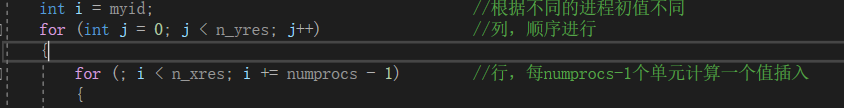 int i = myid; //根据不同的进程初值不同
for (int j = 0; j < n_yres; j++) //列，顺序进行
{
for (; i < n_xres; i += numprocs - 1) //行，每numprocs-1个单元计算一个值插入
{